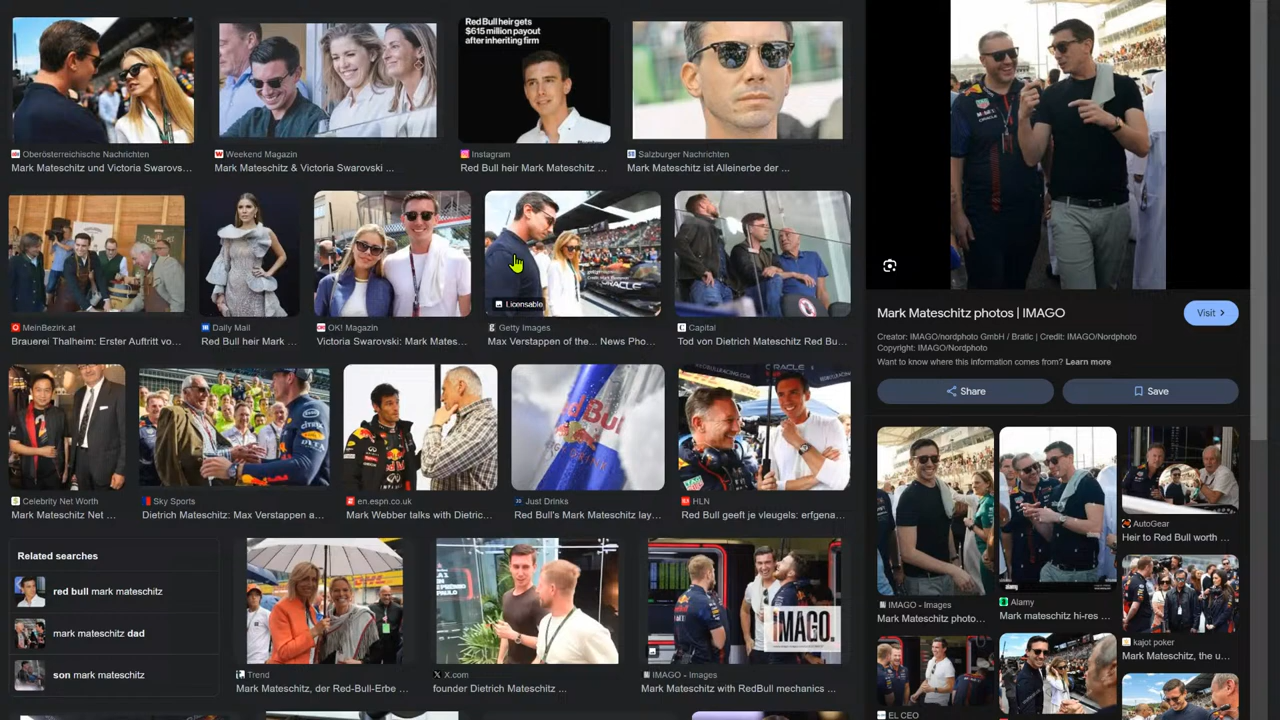 Red Bull heir gets
$615 million payout
after inheriting firm
Oberösterreichische Nachrichten
Mark Mateschitz und Victoria Swarovs...
Weekend Magazin
Mark Mateschitz & Victoria Swarovski ...
Instagram
Red Bull heir Mark Mateschitz ...
Salzburger Nachrichten
Mark Mateschitz ist Alleinerbe der ...
MeinBezirk.at
Brauerei Thalheim: Erster Auftritt vo...
Daily Mail
Red Bull heir Mark ...
OK! Magazin
Victoria Swarovski: Mark Mates...
Licensable
Getty Images
Max Verstappen of the... News Pho...
Capital
Tod von Dietrich Mateschitz Red Bu...
Celebrity Net Worth
Mark Mateschitz Net ...
Sky Sports
Dietrich Mateschitz: Max Verstappen a...
en.espn.co.uk
Mark Webber talks with Dietric...
Red Bull
Just Drinks
Red Bull's Mark Mateschitz lay...
ORACLE
HLN
Red Bull geeft je vleugels: erfgena...
Related searches
red bull mark mateschitz
mark mateschitz dad
son mark mateschitz
Trend
Mark Mateschitz, der Red-Bull-Erbe ...
X.com
founder Dietrich Mateschitz ...
IMAGO.
IMAGO - Images
Mark Mateschitz with RedBull mechanics ...
Mark Mateschitz photos | IMAGO
Visit
Creator: IMAGO/nordphoto GmbH / Bratic | Credit: IMAGO/Nordphoto
Copyright: IMAGO/Nordphoto
Want to know where this information comes from? Learn more
Share
Save
IMAGO - Images
Mark Mateschitz photo...
alamy
Alamy
Mark mateschitz hi-res ...
AutoGear
Heir to Red Bull worth ...
kajot poker
Mark Mateschitz, the u...
EL CEO